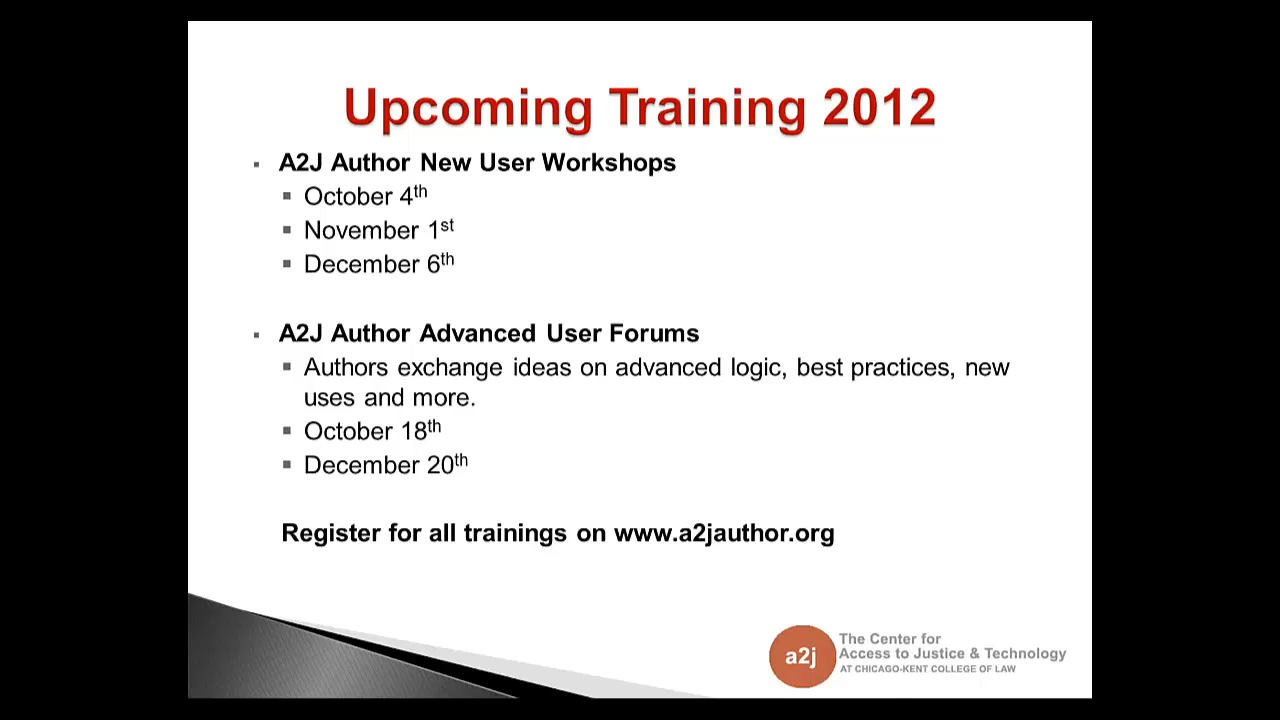 Upcoming Training 2012
▪ A2J Author New User Workshops
▪ October 4th
▪ November 1st
▪ December 6th
▪ A2J Author Advanced User Forums
▪ Authors exchange ideas on advanced logic, best practices, new
uses and more.
▪ October 18th
▪ December 20th
Register for all trainings on www.a2jauthor.org
a2j
The Center for
Access to Justice & Technology
AT CHICAGO-KENT COLLEGE OF LAW